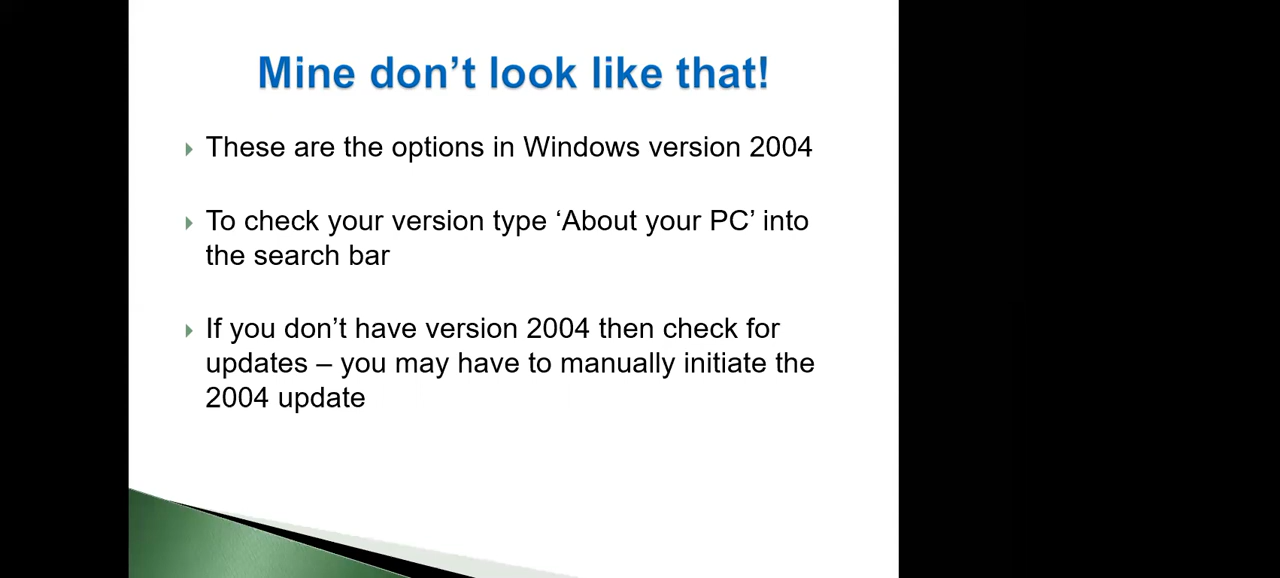 Mine don’t look like that!
These are the options in Windows version 2004
To check your version type ‘About your PC’ into
the search bar
If you don’t have version 2004 then check for
updates – you may have to manually initiate the
2004 update